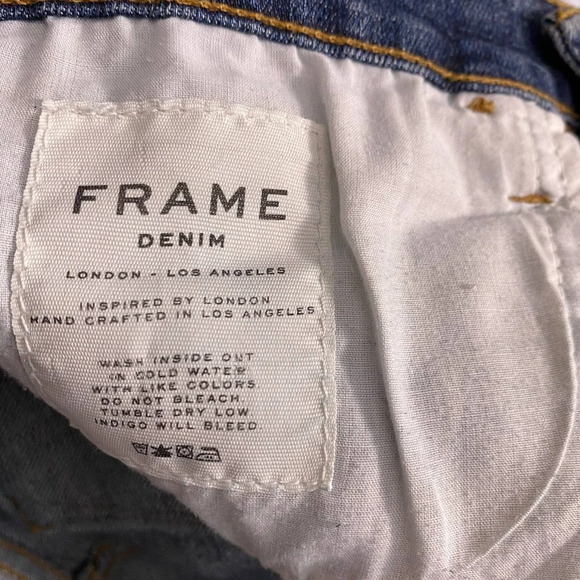 FRAME
DENIM
LONDON - LOS ANGELES
INSPIRED BY LONDON
HAND CRAFTED IN LOS ANGELES
WASH INSIDE OUT
IN COLD WATER
WITH LIKE COLORS
DO NOT BLEACH
TUMBLE DRY LOW
INDIGO WILL BLEED